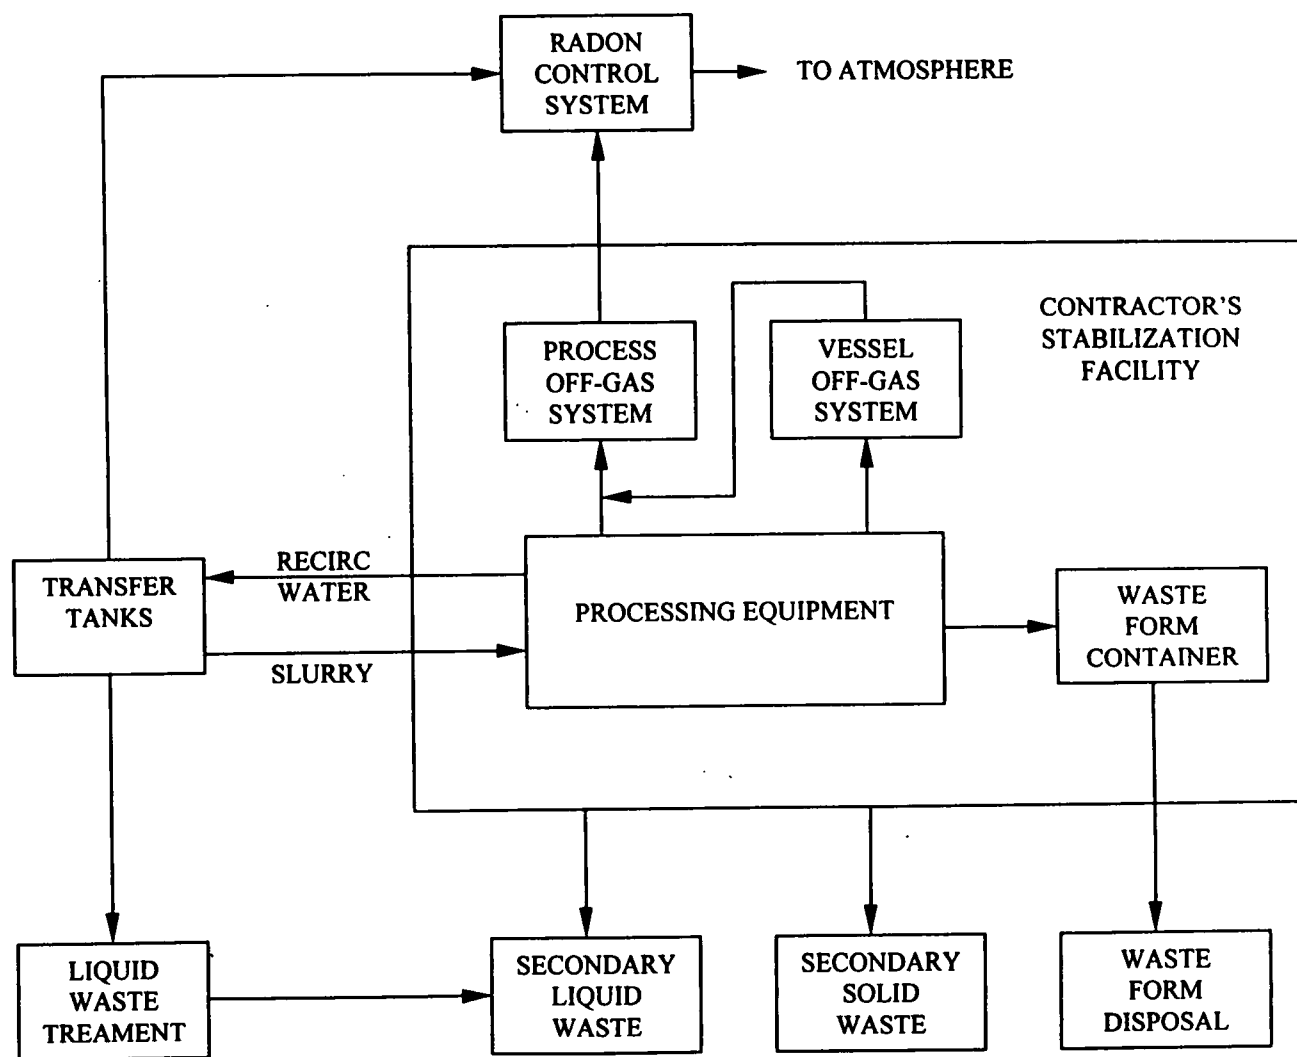 RADON
CONTROL
SYSTEM
TO ATMOSPHERE
CONTRACTOR'S
STABILIZATION
FACILITY
PROCESS
OFF-GAS
SYSTEM
VESSEL
OFF-GAS
SYSTEM
TRANSFER
TANKS
RECIRC
WATER
SLURRY
PROCESSING EQUIPMENT
WASTE
FORM
CONTAINER
LIQUID
WASTE
TREAMENT
SECONDARY
LIQUID
WASTE
SECONDARY
SOLID
WASTE
WASTE
FORM
DISPOSAL